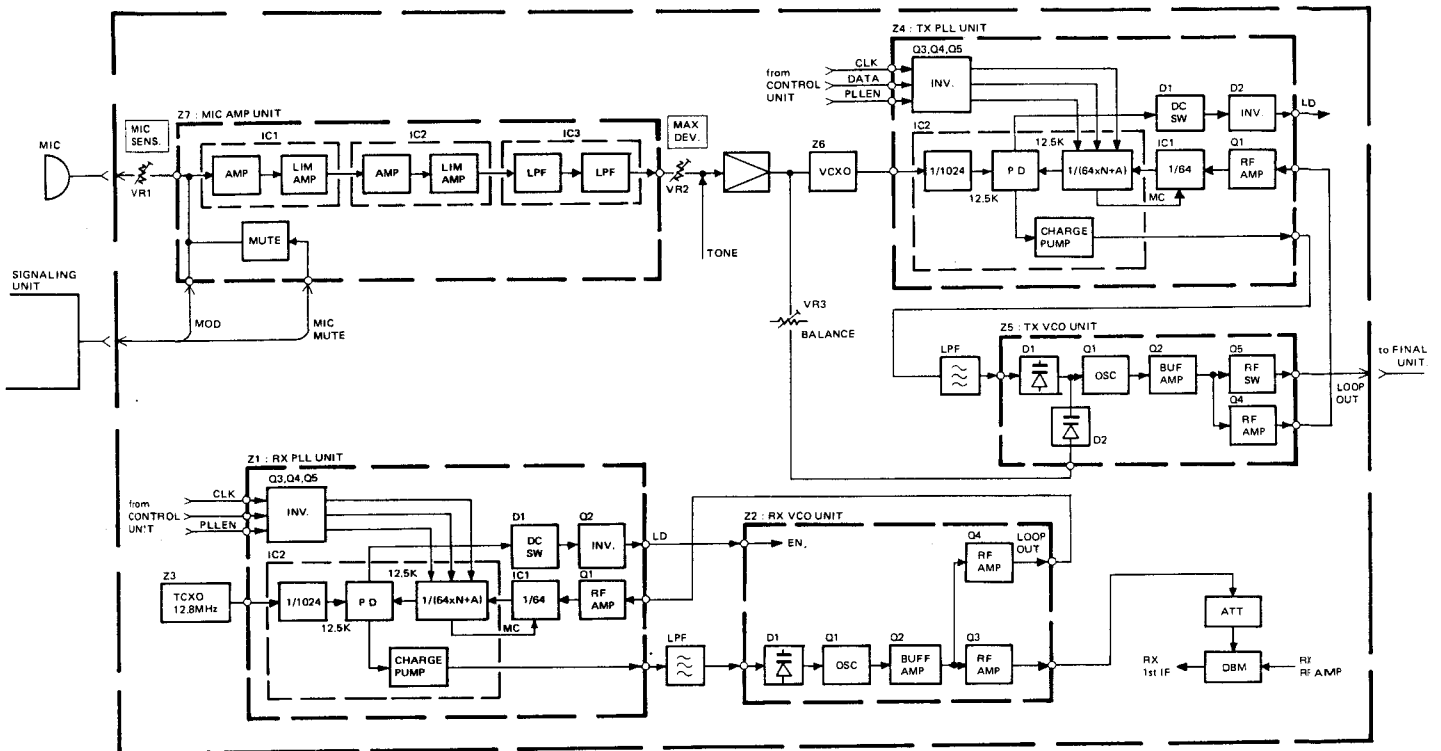 Z4 : TX PLL UNIT
Q3,Q4,Q5
CLK
DATA
PLLEN
from
CONTROL
UNIT
INV.
D1
DC
SW
D2
INV.
LD
IC2
12.5K
1/1024
P D
1/(64xN+A)
IC1
1/64
Q1
RF
AMP
12.5K
MC
CHARGE
PUMP
Z7 : MIC AMP UNIT
MIC
MIC
SENS.
VR1
IC1
AMP
LIM
AMP
IC2
AMP
LIM
AMP
IC3
LPF
LPF
MAX
DEV.
VR2
TONE
Z6
VCXO
MUTE
SIGNALING
UNIT
MOD
MIC
MUTE
VR3
BALANCE
Z5 : TX VCO UNIT
LPF
D1
Q1
OSC
Q2
BUF
AMP
Q5
RF
SW
Q4
RF
AMP
D2
LOOP
OUT
to FINAL
UNIT.
Z1 : RX PLL UNIT
Q3,Q4,Q5
CLK
PLLEN
from
CONTROL
UNIT
INV.
D1
DC
SW
Q2
INV.
LD
IC2
12.5K
Z3
TCXO
12.8MHz
1/1024
P D
1/(64xN+A)
IC1
1/64
Q1
RF
AMP
12.5K
MC
CHARGE
PUMP
LPF
Z2 : RX VCO UNIT
EN,
Q4
RF
AMP
LOOP
OUT
D1
Q1
OSC
Q2
BUFF
AMP
Q3
RF
AMP
ATT
DBM
RX
1st IF
RX
RF AMP